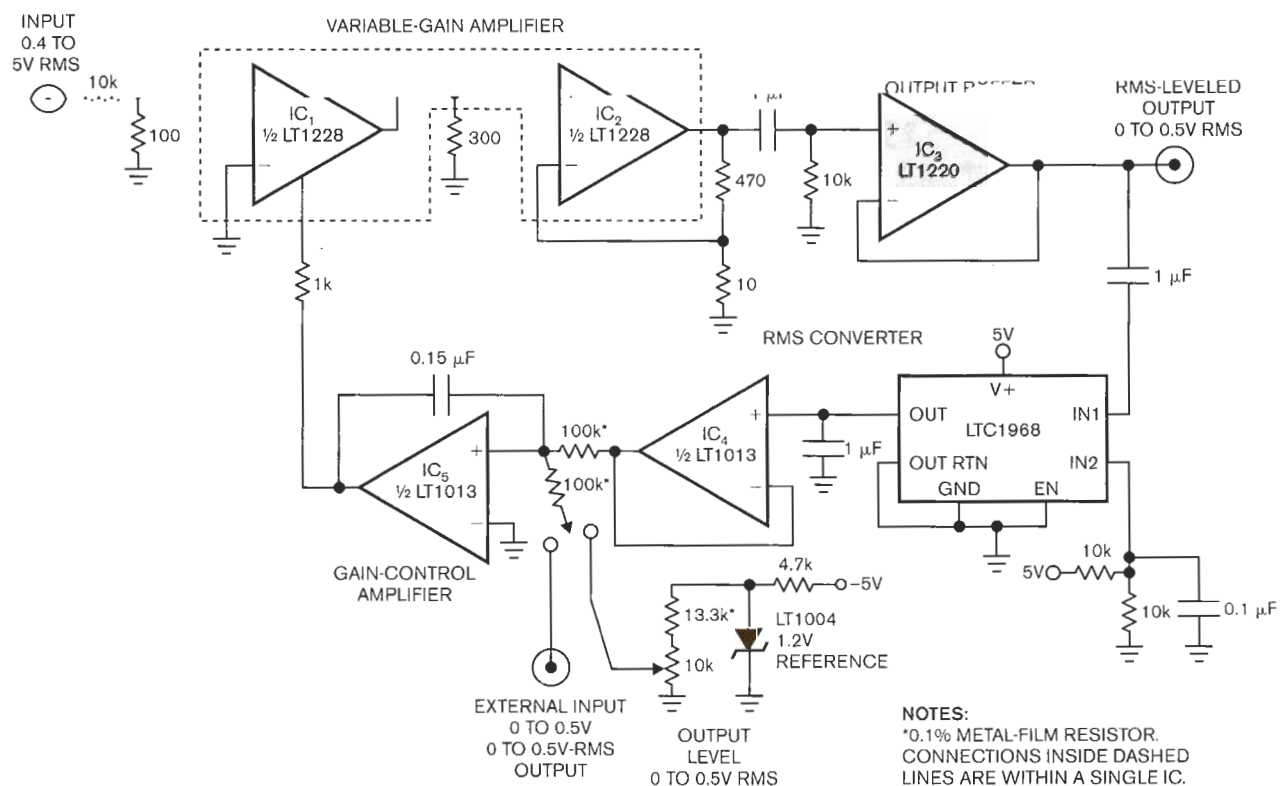 INPUT
0.4 TO
5V RMS
10k
100
VARIABLE-GAIN AMPLIFIER
IC1
½ LT1228
−
300
IC2
½ LT1228
−
470
10
10k
IC3
LT1220
+
−
RMS-LEVELED
OUTPUT
0 TO 0.5V RMS
1k
1 µF
0.15 µF
RMS CONVERTER
5V
V+
OUT
IN1
LTC1968
OUT RTN
IN2
GND
EN
1 µF
IC4
½ LT1013
+
−
100k*
100k*
IC5
½ LT1013
+
−
GAIN-CONTROL
AMPLIFIER
4.7k
−5V
13.3k*
10k
LT1004
1.2V
REFERENCE
5V
10k
10k
0.1 µF
EXTERNAL INPUT
0 TO 0.5V
0 TO 0.5V-RMS
OUTPUT
OUTPUT
LEVEL
0 TO 0.5V RMS
NOTES:
*0.1% METAL-FILM RESISTOR.
CONNECTIONS INSIDE DASHED
LINES ARE WITHIN A SINGLE IC.